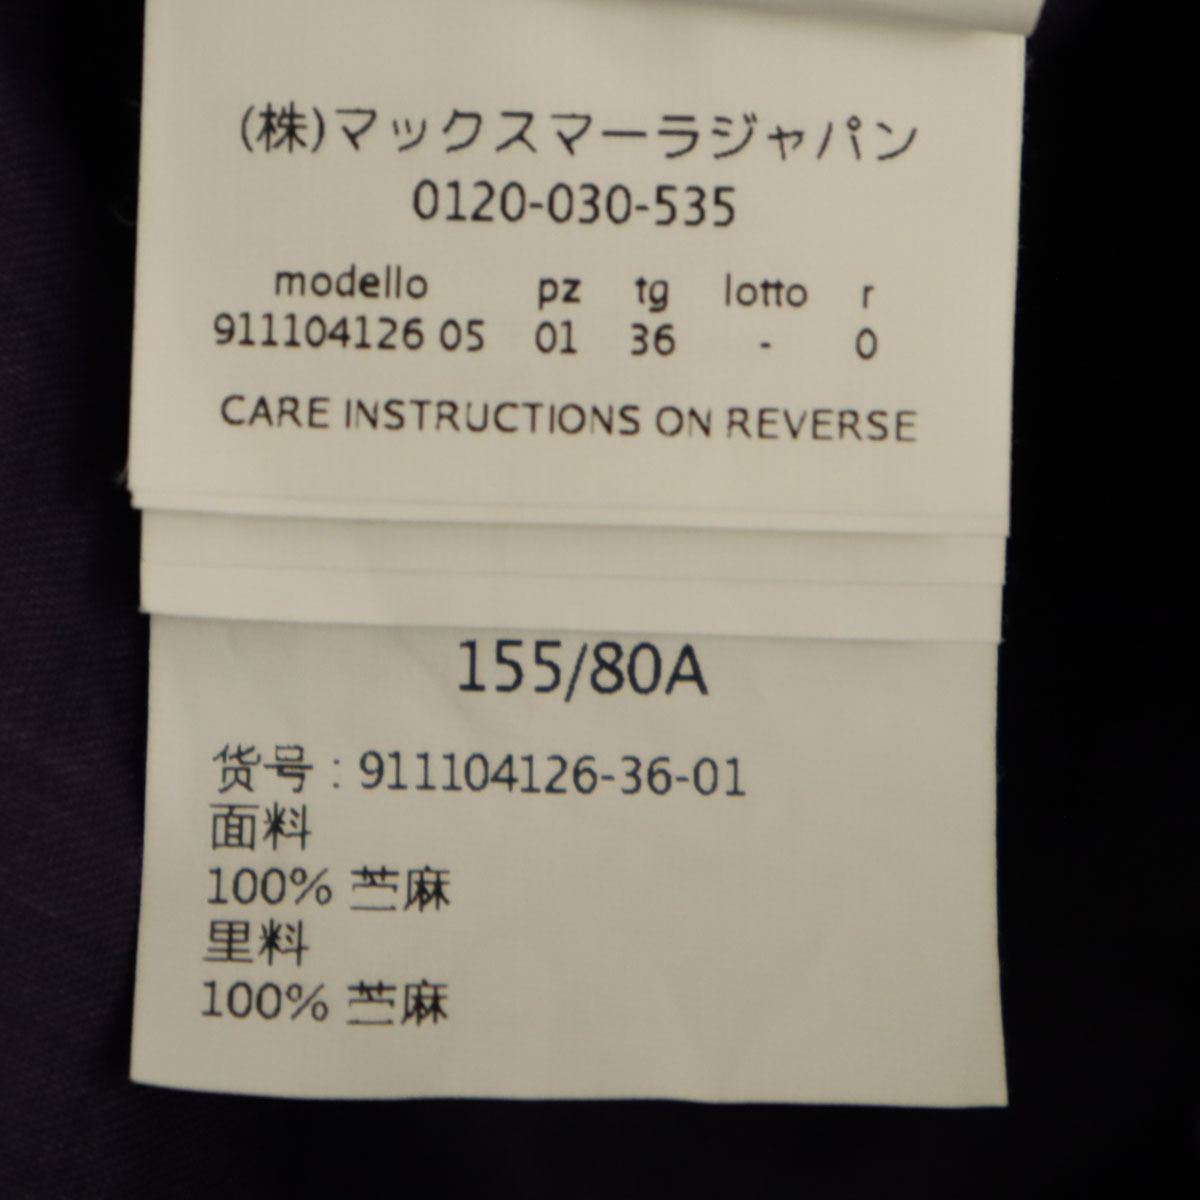 (株)マックスマーラジャパン
0120-030-535
modello pz tg lotto r
911104126 05 01 36 - 0
CARE INSTRUCTIONS ON REVERSE
155/80A
货号 : 911104126-36-01
面料
100% 苎麻
里料
100% 苎麻